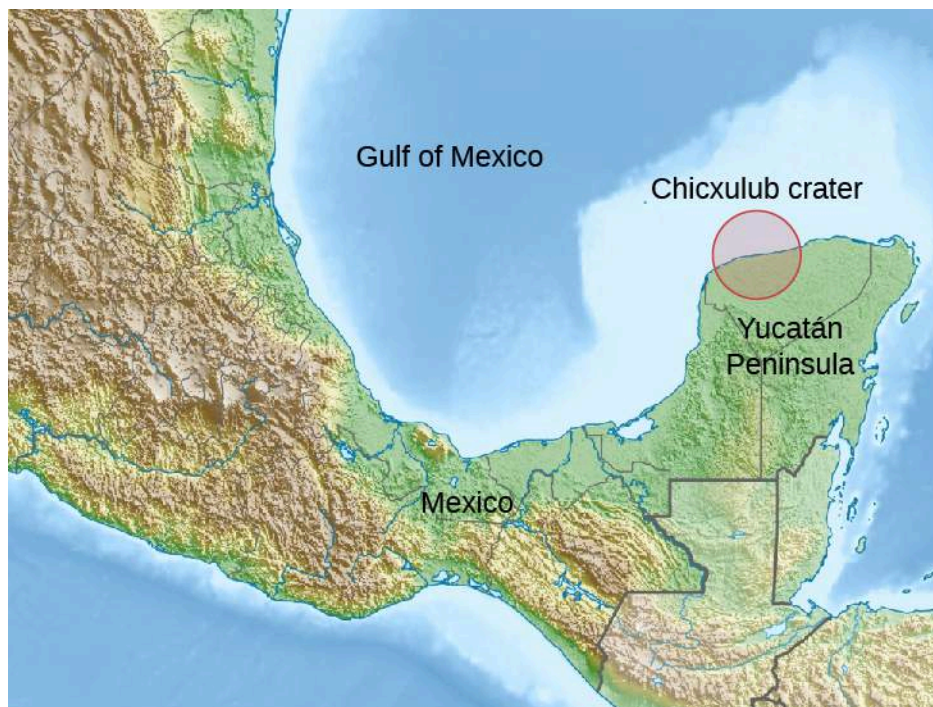 Gulf of Mexico
Chicxulub crater
Yucatán
Peninsula
Mexico